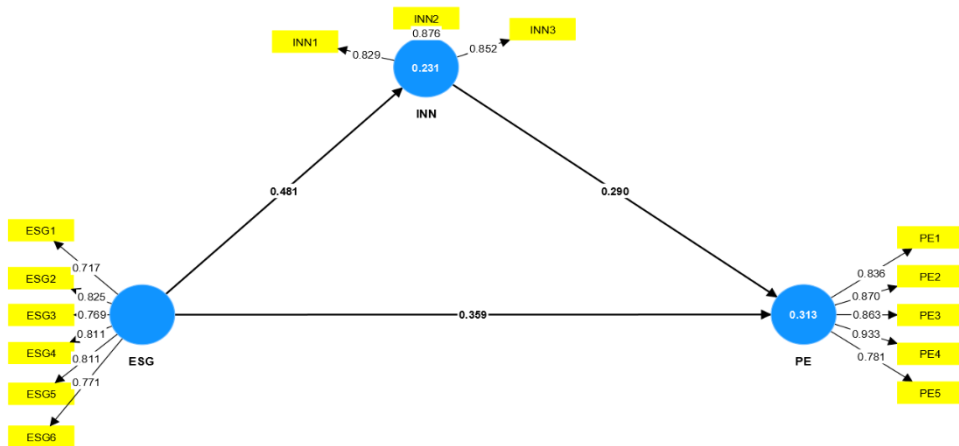 INN2
INN1
0.829
0.876
0.852
INN3
0.231
INN
0.481
0.290
ESG1
0.717
ESG2
0.825
ESG3
0.769
ESG4
0.811
ESG5
0.811
ESG6
0.771
ESG
0.359
0.313
PE
PE1
0.836
PE2
0.870
PE3
0.863
PE4
0.933
PE5
0.781